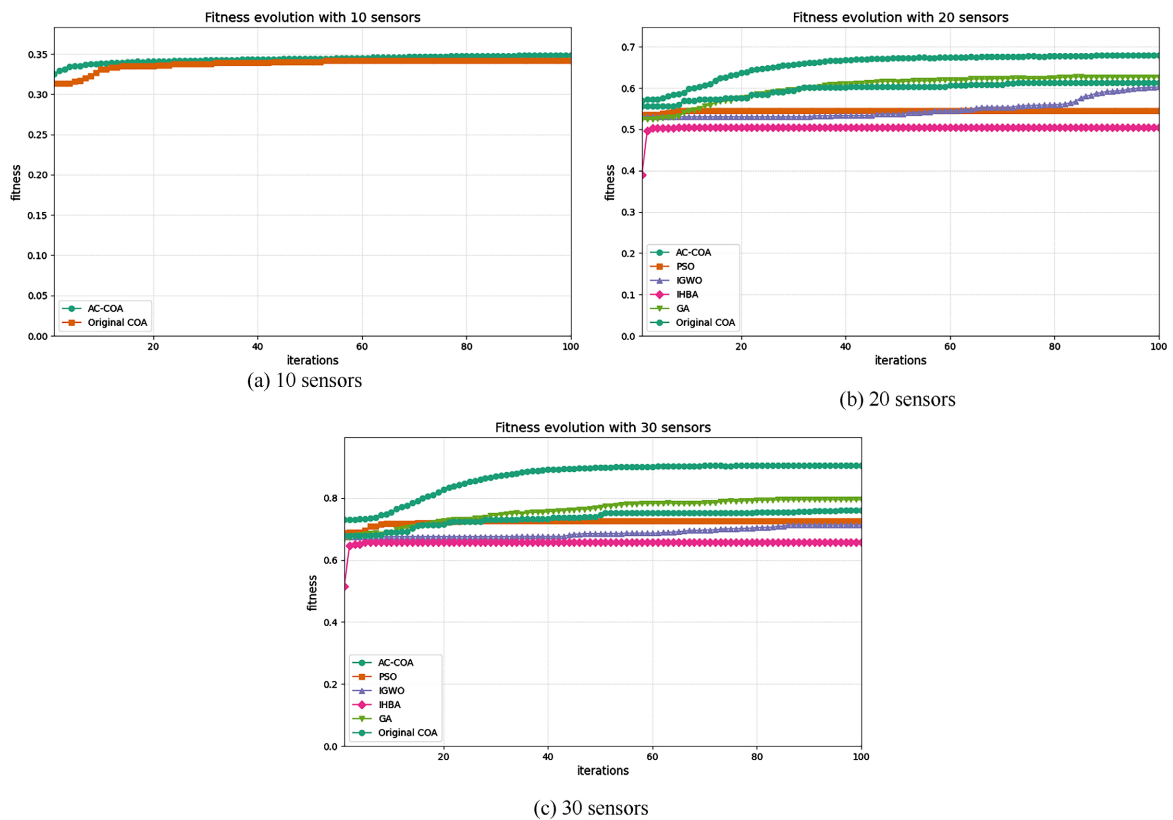 Fitness evolution with 10 sensors
fitness
0.35
0.30
0.25
0.20
0.15
0.10
0.05
0.00
AC-COA
Original COA
20
40
60
80
100
iterations
(a) 10 sensors
Fitness evolution with 20 sensors
fitness
0.7
0.6
0.5
0.4
0.3
0.2
0.1
0.0
AC-COA
PSO
IGWO
IHBA
GA
Original COA
20
40
60
80
100
iterations
(b) 20 sensors
Fitness evolution with 30 sensors
fitness
0.8
0.6
0.4
0.2
0.0
AC-COA
PSO
IGWO
IHBA
GA
Original COA
20
40
60
80
100
iterations
(c) 30 sensors